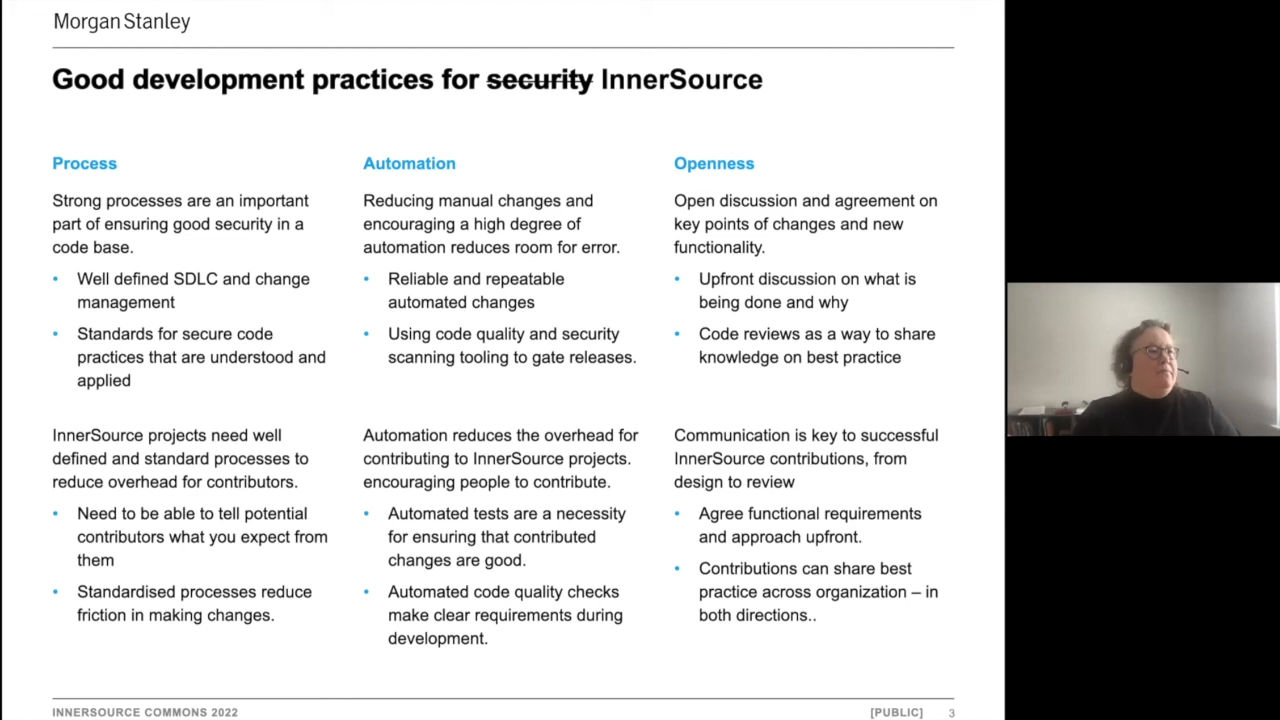 Morgan Stanley
Good development practices for security InnerSource
Process
Strong processes are an important
part of ensuring good security in a
code base.
• Well defined SDLC and change
management
• Standards for secure code
practices that are understood and
applied
InnerSource projects need well
defined and standard processes to
reduce overhead for contributors.
• Need to be able to tell potential
contributors what you expect from
them
• Standardised processes reduce
friction in making changes.
Automation
Reducing manual changes and
encouraging a high degree of
automation reduces room for error.
• Reliable and repeatable
automated changes
• Using code quality and security
scanning tooling to gate releases.
Automation reduces the overhead for
contributing to InnerSource projects.
encouraging people to contribute.
• Automated tests are a necessity
for ensuring that contributed
changes are good.
• Automated code quality checks
make clear requirements during
development.
Openness
Open discussion and agreement on
key points of changes and new
functionality.
• Upfront discussion on what is
being done and why
• Code reviews as a way to share
knowledge on best practice
Communication is key to successful
InnerSource contributions, from
design to review
• Agree functional requirements
and approach upfront.
• Contributions can share best
practice across organization – in
both directions..
INNERSOURCE COMMONS 2022
[PUBLIC] 3